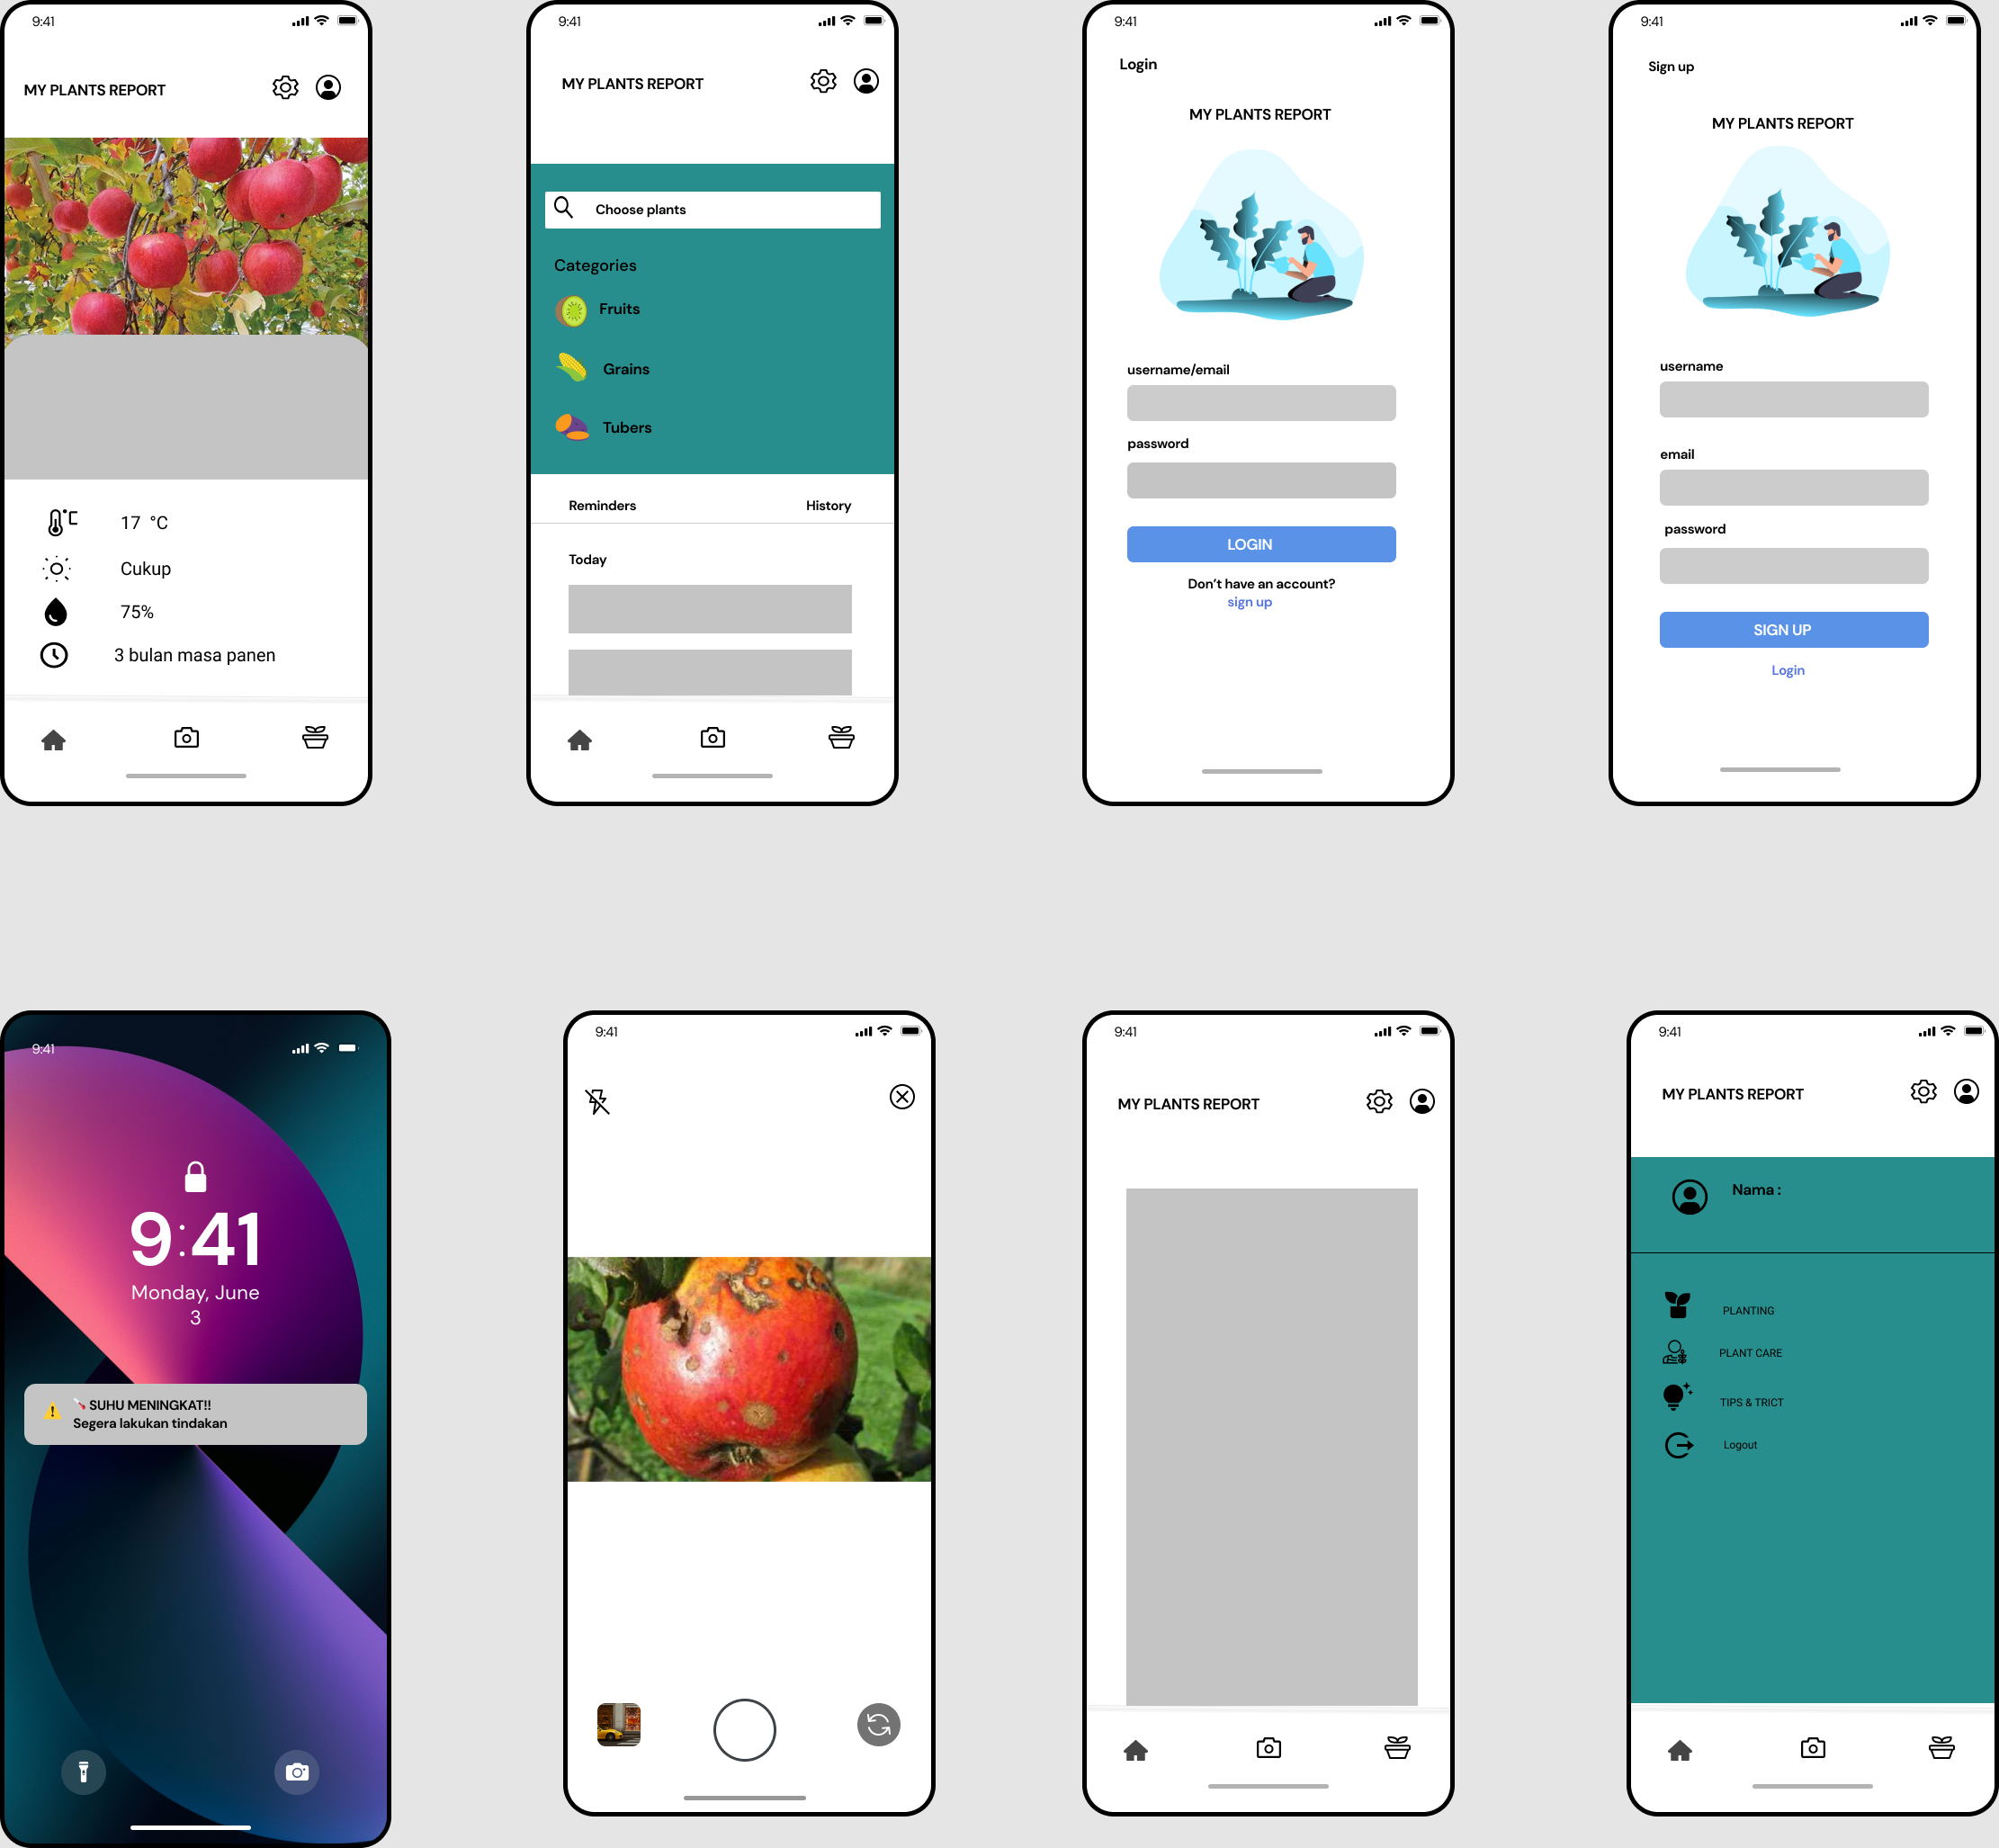 9:41
MY PLANTS REPORT
17 °C
Cukup
75%
3 bulan masa panen
9:41
MY PLANTS REPORT
Choose plants
Categories
Fruits
Grains
Tubers
Reminders History
Today
9:41
Login
MY PLANTS REPORT
username/email
password
LOGIN
Don't have an account?
sign up
9:41
Sign up
MY PLANTS REPORT
username
email
password
SIGN UP
Login
9:41
9:41
Monday, June
3
SUHU MENINGKAT!!
Segera lakukan tindakan
9:41
9:41
MY PLANTS REPORT
9:41
MY PLANTS REPORT
Nama :
PLANTING
PLANT CARE
TIPS & TRICT
Logout